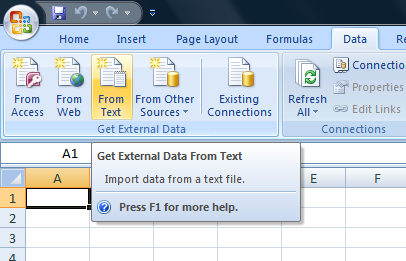 Home Insert Page Layout Formulas Data Re
From Access
From Web
From Text
From Other Sources
Existing Connections
Refresh All
Connection
Properties
Edit Links
Get External Data
Connections
A1
Get External Data From Text
Import data from a text file.
Press F1 for more help.
A E F
1
2
3
4
5